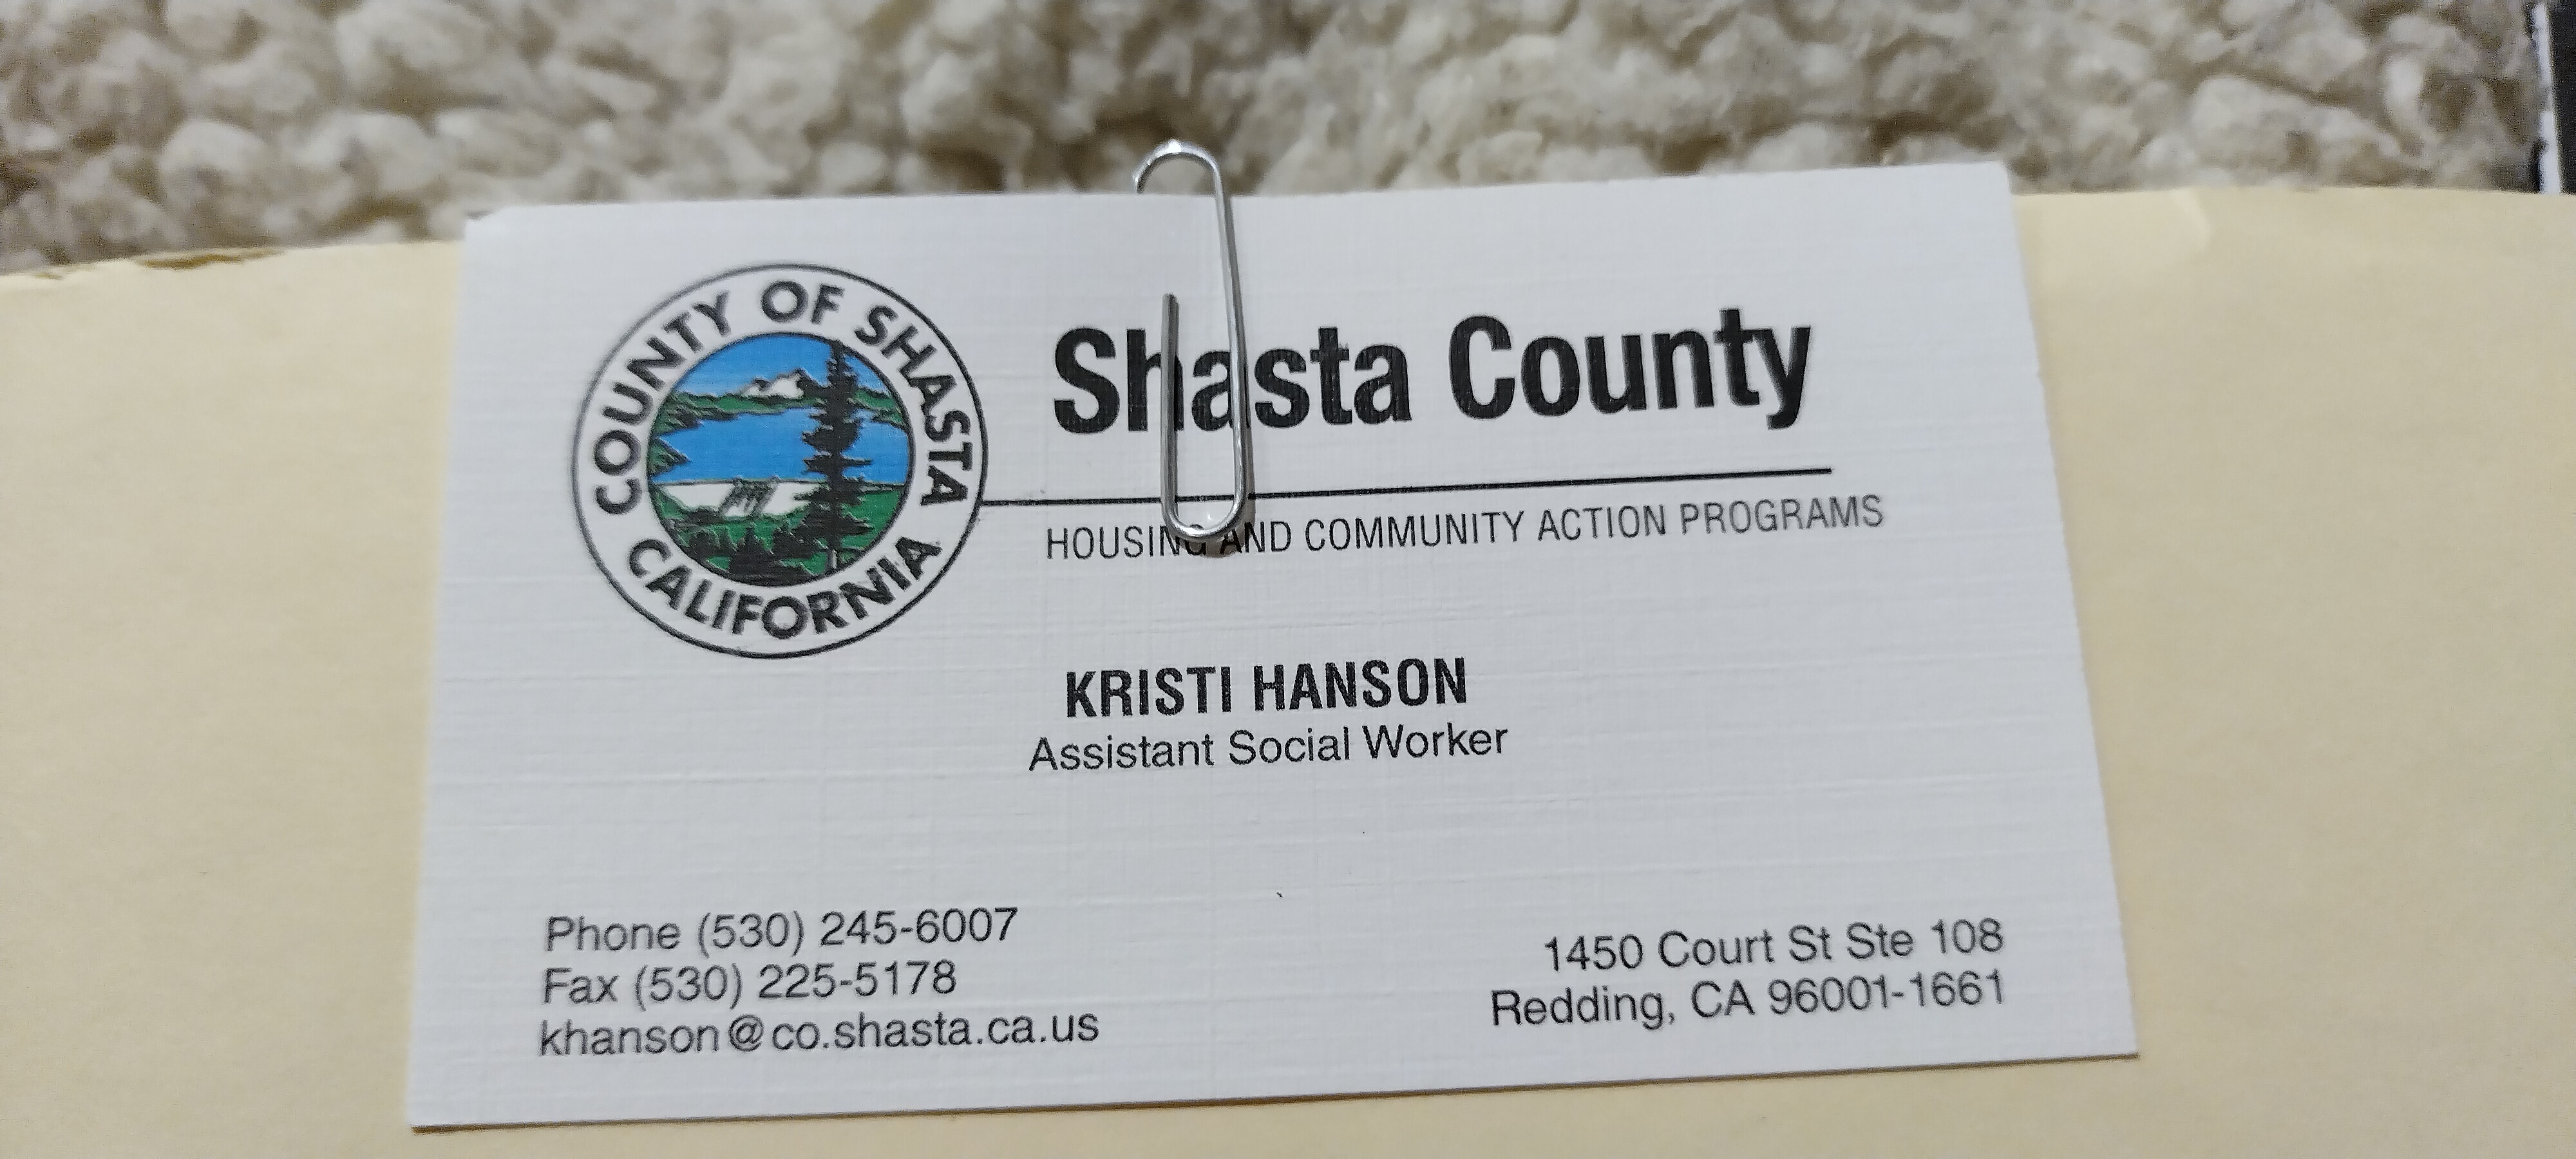 COUNTY OF SHASTA
CALIFORNIA
Shasta County
HOUSING AND COMMUNITY ACTION PROGRAMS
KRISTI HANSON
Assistant Social Worker
Phone (530) 245-6007
Fax (530) 225-5178
khanson@co.shasta.ca.us
1450 Court St Ste 108
Redding, CA 96001-1661